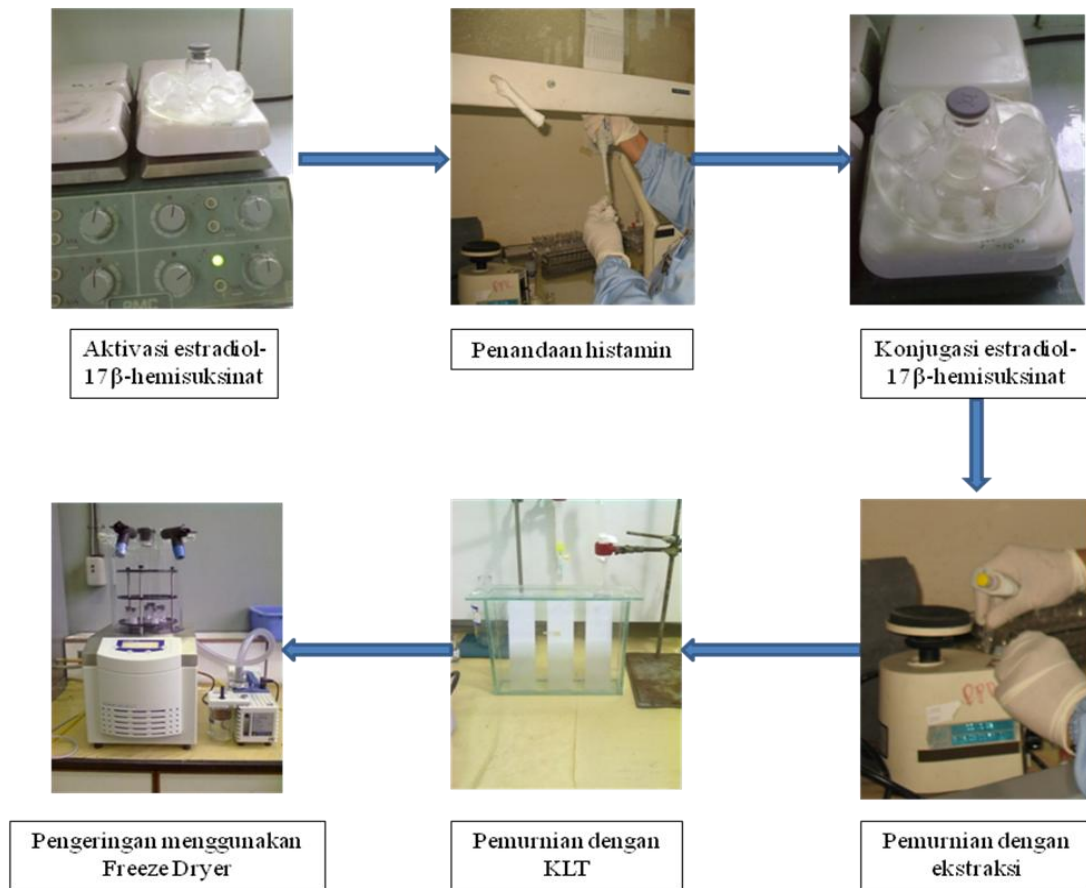 Aktivasi estradiol-
17β-hemisuksinat
Penandaan histamin
Konjugasi estradiol-
17β-hemisuksinat
Pemurnian dengan
ekstraksi
Pemurnian dengan
KLT
Pengeringan menggunakan
Freeze Dryer